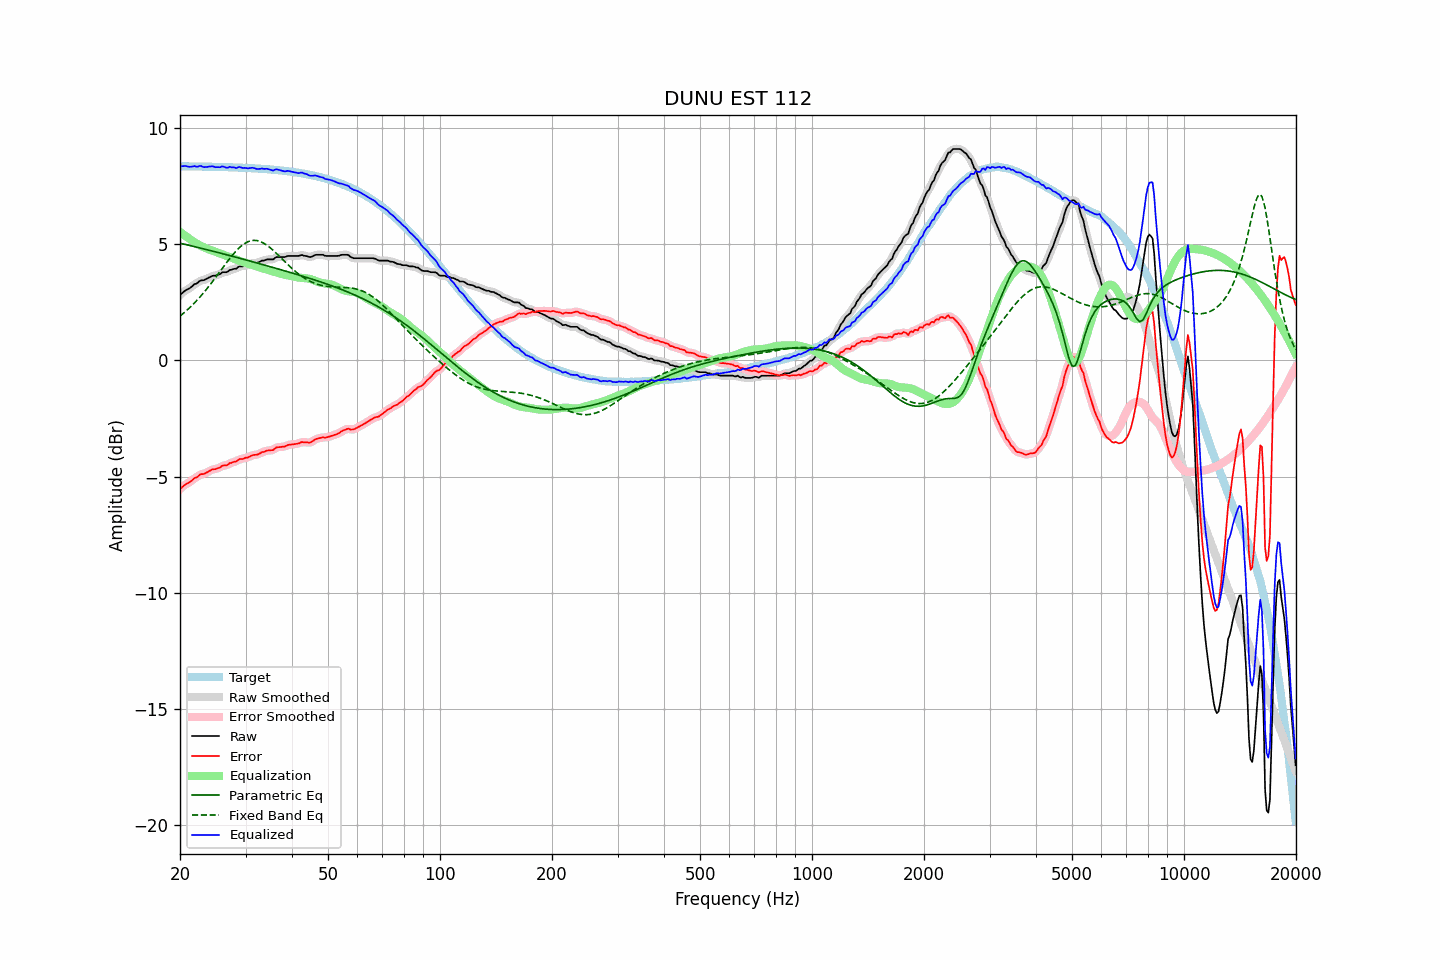 DUNU EST 112
Amplitude (dBr)
10
5
0
−5
−10
−15
−20
Target
Raw Smoothed
Error Smoothed
Raw
Error
Equalization
Parametric Eq
Fixed Band Eq
Equalized
20 50 100 200 500 1000 2000 5000 10000 20000
Frequency (Hz)